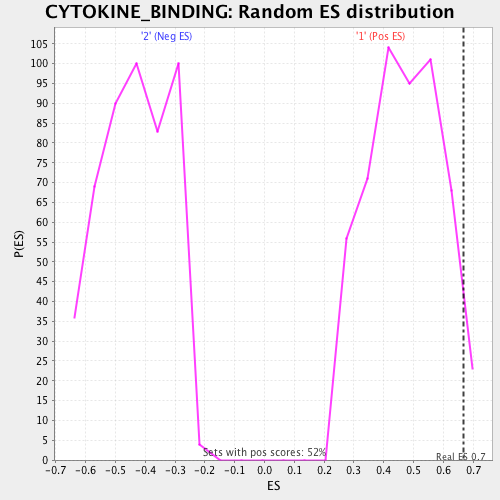 CYTOKINE_BINDING: Random ES distribution
'2' (Neg ES)
'1' (Pos ES)
105
100
95
90
85
80
75
70
65
60
55
50
45
40
35
30
25
20
15
10
5
0
P(ES)
Sets with pos scores: 52%
Real ES 0.7
-0.7 -0.6 -0.5 -0.4 -0.3 -0.2 -0.1 0.0 0.1 0.2 0.3 0.4 0.5 0.6 0.7
ES